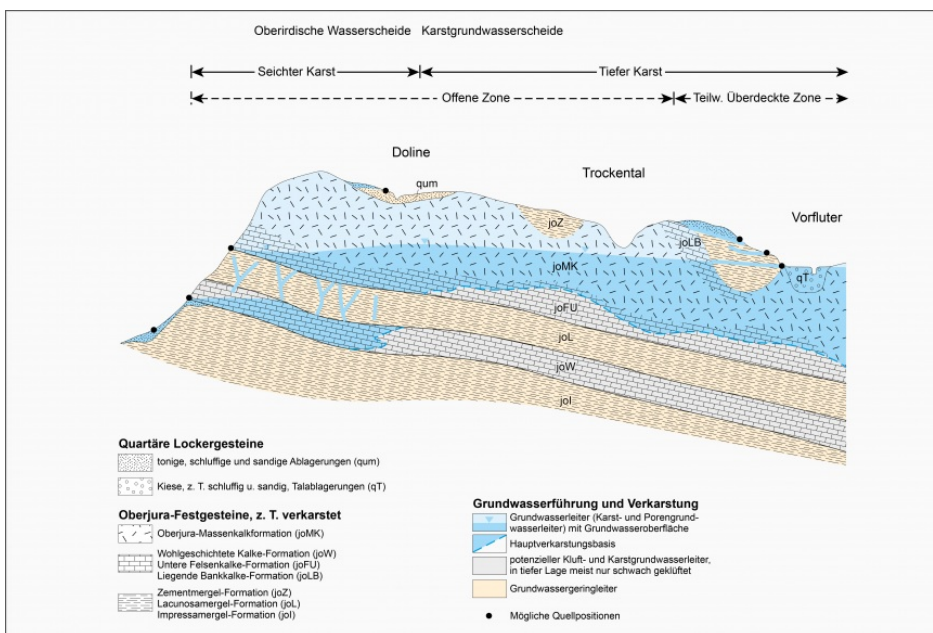 Oberirdische Wasserscheide Karstgrundwasserscheide
Seichter Karst
Tiefer Karst
Offene Zone
Teilw. Überdeckte Zone
Doline
Trockental
Vorfluter
qum
joZ
joLB
joMK
qT
joFU
joL
joW
joI
Quartäre Lockergesteine
tonige, schluffige und sandige Ablagerungen (qum)
Kiese, z. T. schluffig u. sandig, Talablagerungen (qT)
Oberjura-Festgesteine, z. T. verkarstet
Oberjura-Massenkalkformation (joMK)
Wohlgeschichtete Kalke-Formation (joW)
Untere Felsenkalke-Formation (joFU)
Liegende Bankkalke-Formation (joLB)
Zementmergel-Formation (joZ)
Lacunosamergel-Formation (joL)
Impressamergel-Formation (joI)
Grundwasserführung und Verkarstung
Grundwasserleiter (Karst- und Porengrund-
wasserleiter) mit Grundwasseroberfläche
Hauptverkarstungsbasis
potenzieller Kluft- und Karstgrundwasserleiter,
in tiefer Lage meist nur schwach geklüftet
Grundwassergeringleiter
Mögliche Quellpositionen